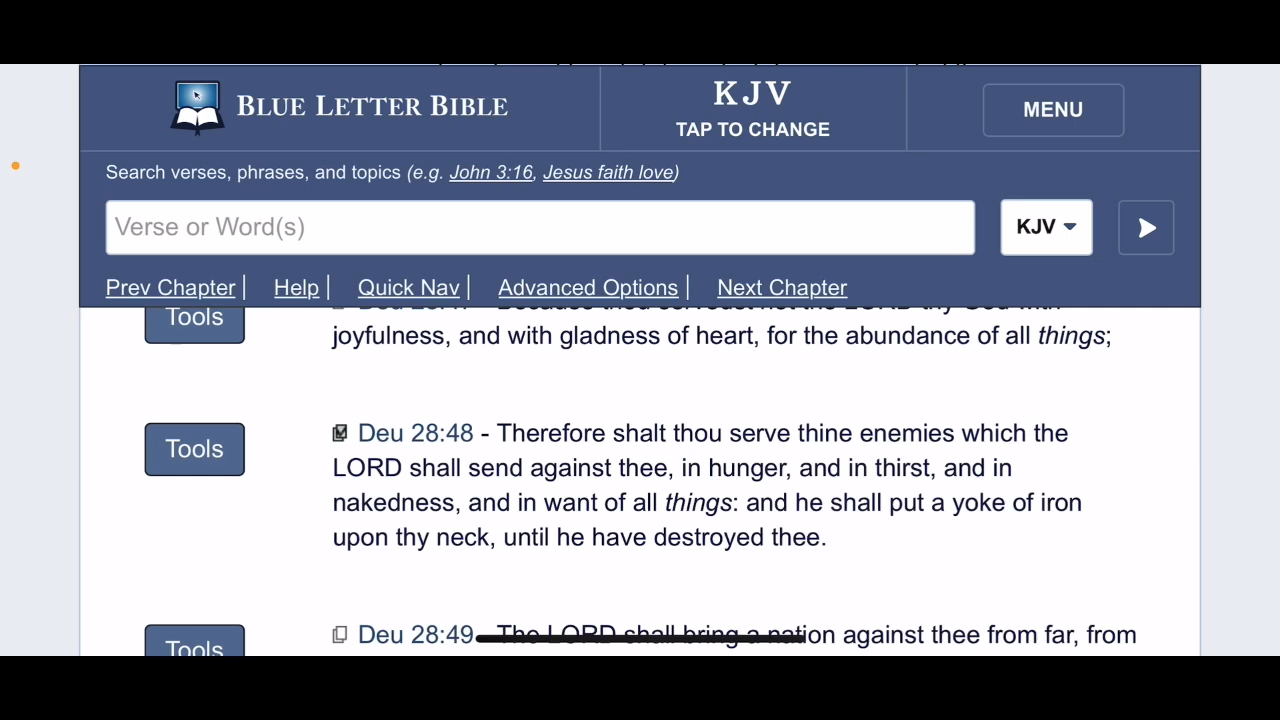 BLUE LETTER BIBLE
KJV
TAP TO CHANGE
MENU
Search verses, phrases, and topics (e.g. John 3:16, Jesus faith love)
Verse or Word(s)
KJV
Prev Chapter | Help | Quick Nav | Advanced Options | Next Chapter
Tools
joyfulness, and with gladness of heart, for the abundance of all things;
Tools
Deu 28:48 - Therefore shalt thou serve thine enemies which the
LORD shall send against thee, in hunger, and in thirst, and in
nakedness, and in want of all things: and he shall put a yoke of iron
upon thy neck, until he have destroyed thee.
Tools
Deu 28:49 The LORD shall bring a nation against thee from far, from